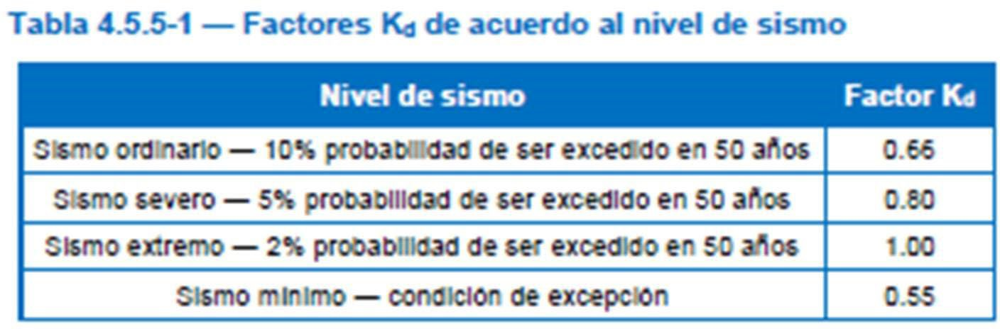 Tabla 4.5.5-1 — Factores Kd de acuerdo al nivel de sismo
Nivel de sismo Factor Kd
Sismo ordinario — 10% probabilidad de ser excedido en 50 años 0.66
Sismo severo — 5% probabilidad de ser excedido en 50 años 0.80
Sismo extremo — 2% probabilidad de ser excedido en 50 años 1.00
Sismo mínimo — condición de excepción 0.55